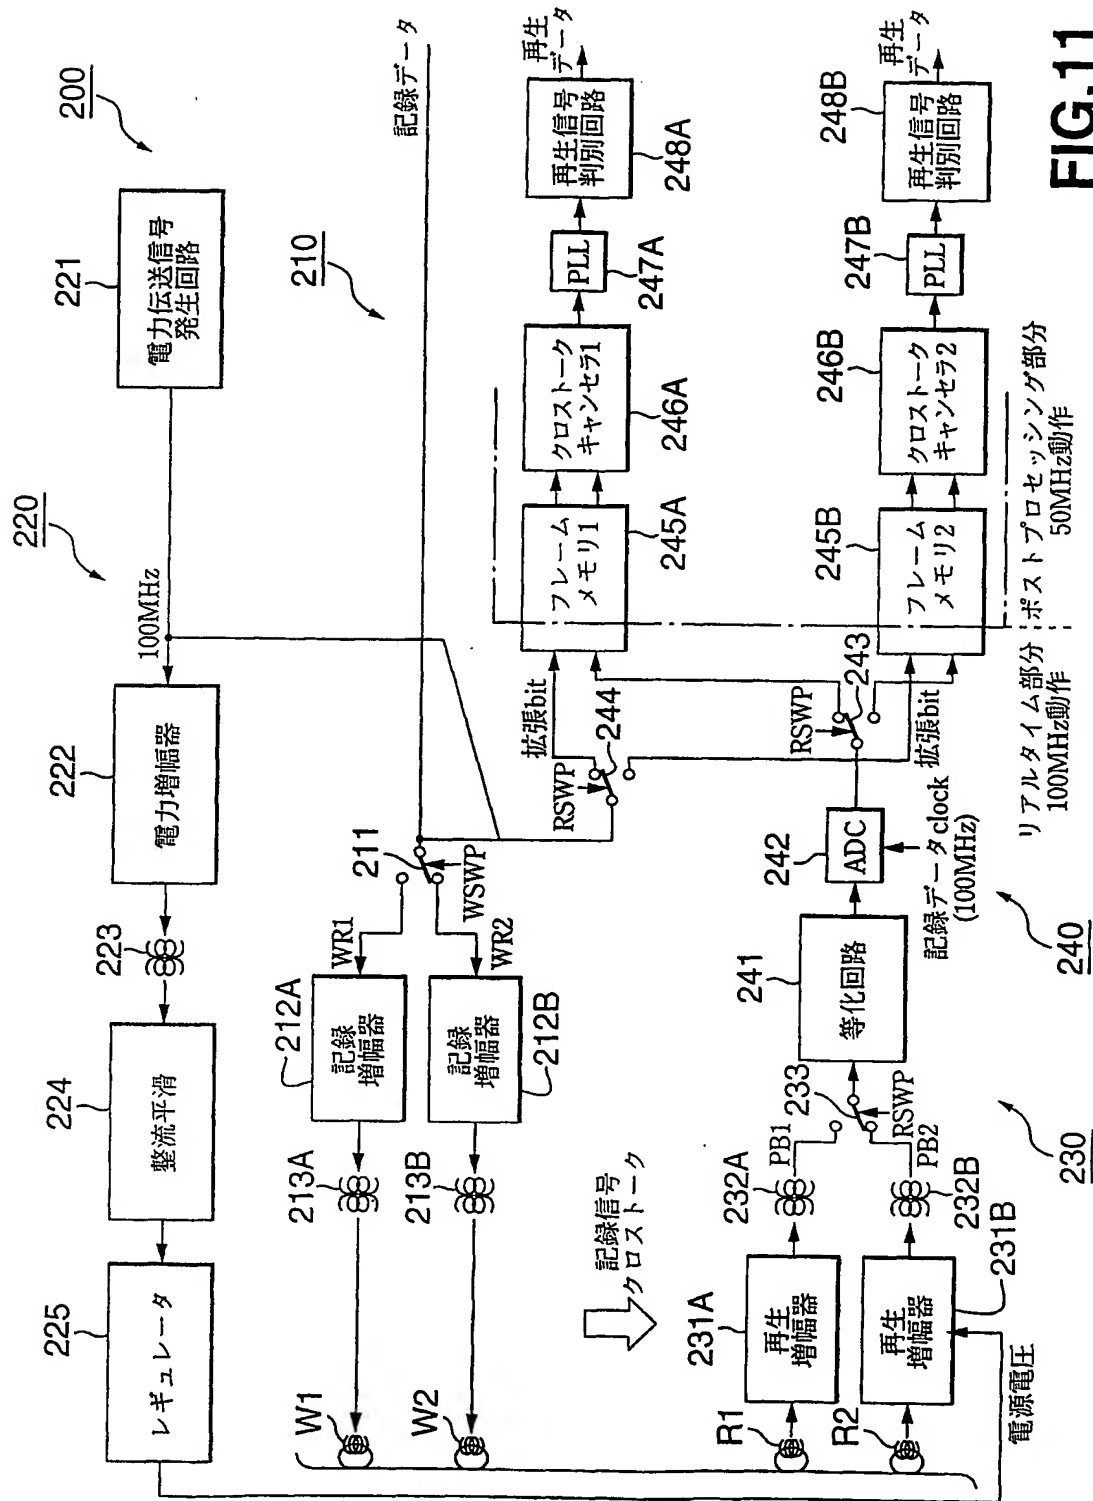 FIG.11
200
220
221
電力伝送信号
発生回路
100MHz
222
電力増幅器
223
224
整流平滑
225
レギュレータ
210
記録データ
211
WSWP
WR1
WR2
212A
記録
増幅器
212B
記録
増幅器
213A
213B
W1
W2
記録信号
クロストーク
R1
R2
231A
再生
増幅器
231B
再生
増幅器
電源電圧
232A
232B
PB1
PB2
233
RSWP
230
241
等化回路
242
ADC
記録データclock
(100MHz)
240
RSWP
243
RSWP
244
拡張bit
拡張bit
リアルタイム部分
100MHz動作
ポストプロセッシング部分
50MHz動作
フレーム
メモリ1
245A
クロストーク
キャンセラ1
246A
PLL
247A
再生信号
判別回路
248A
再生
データ
フレーム
メモリ2
245B
クロストーク
キャンセラ2
246B
PLL
247B
再生信号
判別回路
248B
再生
データ